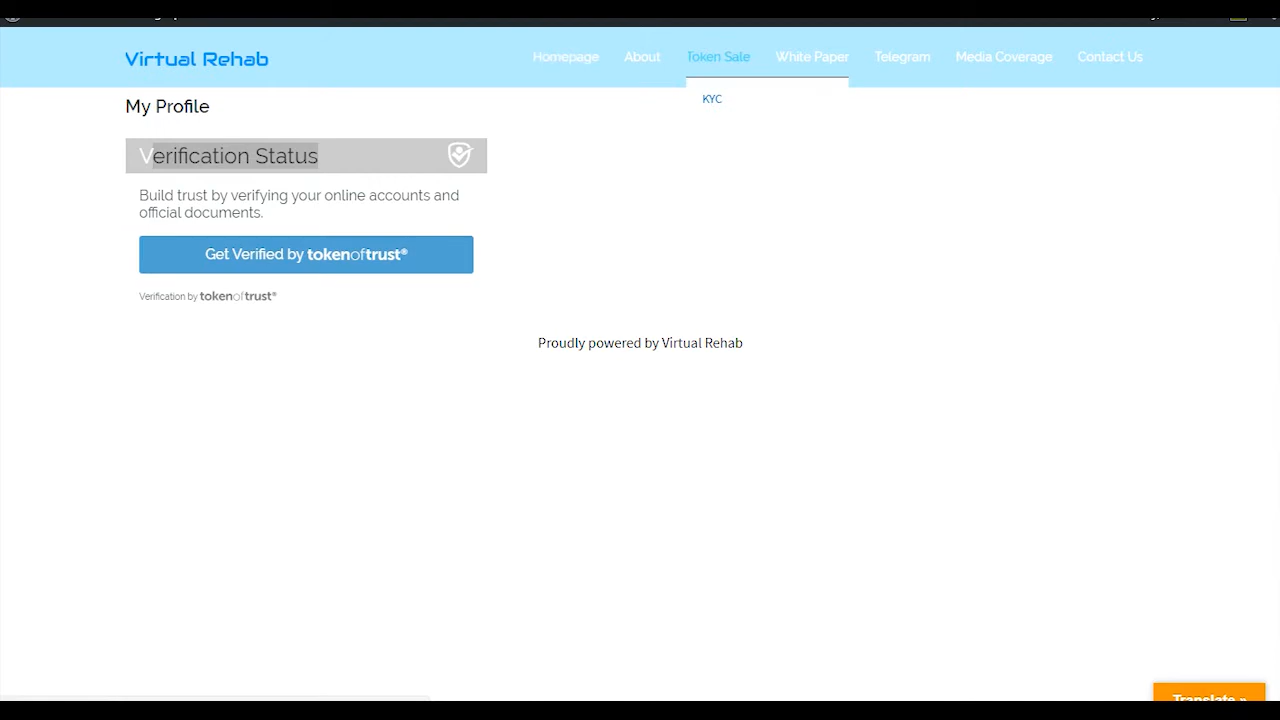 Virtual Rehab
Homepage About Token Sale White Paper Telegram Media Coverage Contact Us
KYC
My Profile
Verification Status
Build trust by verifying your online accounts and
official documents.
Get Verified by tokenoftrust®
Verification by tokenoftrust®
Proudly powered by Virtual Rehab
Translate »